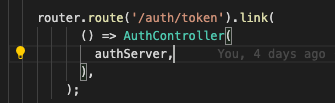 router.route('/auth/token').link(
() => AuthController(
authServer, You, 4 days ago
),
);